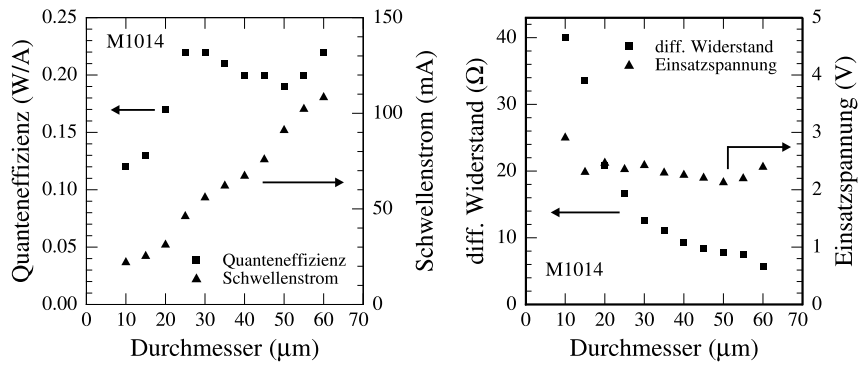 M1014
Quanteneffizienz (W/A)
0.25
0.20
0.15
0.10
0.05
0.00
150
100
50
0
Schwellenstrom (mA)
Quanteneffizienz
Schwellenstrom
0 10 20 30 40 50 60 70
Durchmesser (μm)
diff. Widerstand (Ω)
40
30
20
10
0
diff. Widerstand
Einsatzspannung
5
4
3
2
1
0
Einsatzspannung (V)
M1014
0 10 20 30 40 50 60 70
Durchmesser (μm)